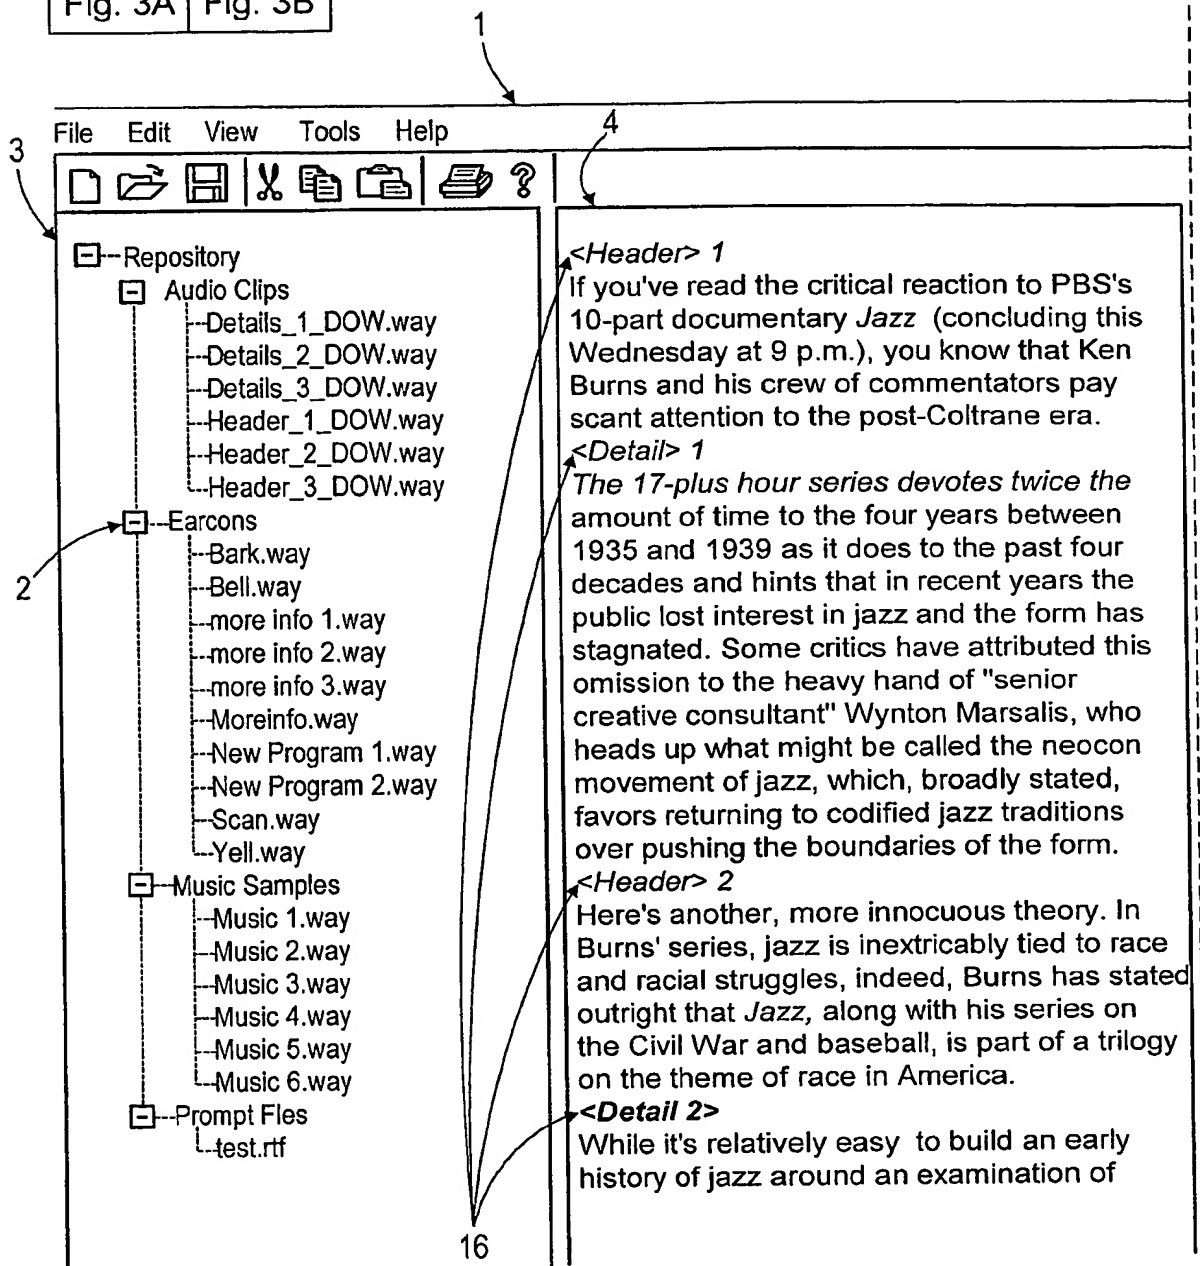 Fig. 3A Fig. 3B
1
File Edit View Tools Help
4
3
?
Repository
Audio Clips
Details_1_DOW.way
Details_2_DOW.way
Details_3_DOW.way
Header_1_DOW.way
Header_2_DOW.way
Header_3_DOW.way
Earcons
2
Bark.way
Bell.way
more info 1.way
more info 2.way
more info 3.way
Moreinfo.way
New Program 1.way
New Program 2.way
Scan.way
Yell.way
Music Samples
Music 1.way
Music 2.way
Music 3.way
Music 4.way
Music 5.way
Music 6.way
Prompt Fles
test.rtf
<Header> 1
If you've read the critical reaction to PBS's
10-part documentary Jazz (concluding this
Wednesday at 9 p.m.), you know that Ken
Burns and his crew of commentators pay
scant attention to the post-Coltrane era.
<Detail> 1
The 17-plus hour series devotes twice the
amount of time to the four years between
1935 and 1939 as it does to the past four
decades and hints that in recent years the
public lost interest in jazz and the form has
stagnated. Some critics have attributed this
omission to the heavy hand of "senior
creative consultant" Wynton Marsalis, who
heads up what might be called the neocon
movement of jazz, which, broadly stated,
favors returning to codified jazz traditions
over pushing the boundaries of the form.
<Header> 2
Here's another, more innocuous theory. In
Burns' series, jazz is inextricably tied to race
and racial struggles, indeed, Burns has stated
outright that Jazz, along with his series on
the Civil War and baseball, is part of a trilogy
on the theme of race in America.
<Detail 2>
While it's relatively easy to build an early
history of jazz around an examination of
16